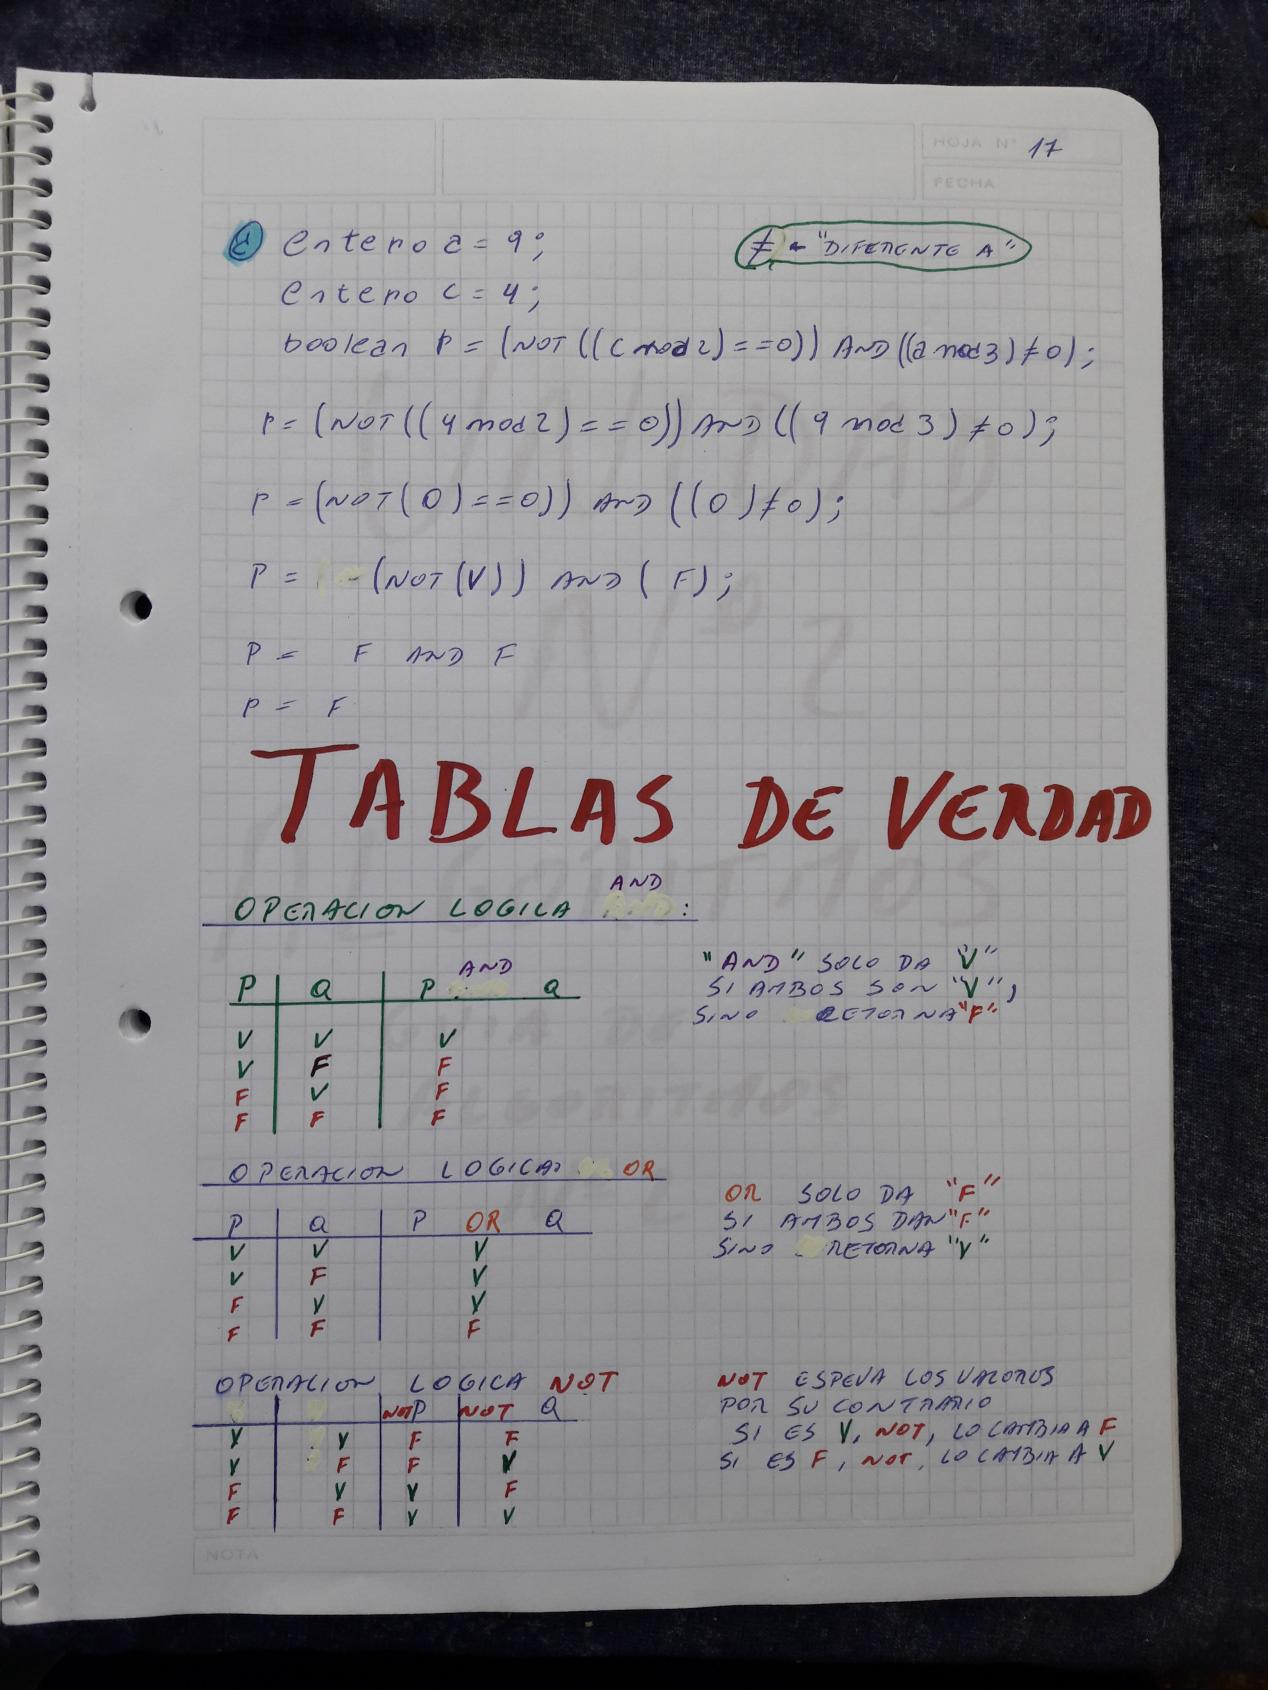 HOJA N° 17
FECHA
d) Entero a = 9;
≠ ← "DIFERENTE A"
Entero c = 4;
boolean P = (NOT((c mod 2) == 0)) AND ((a mod 3) ≠ 0);
P = (NOT((4 mod 2) == 0)) AND ((9 mod 3) ≠ 0);
P = (NOT(0) == 0)) AND ((0) ≠ 0);
P = (NOT(V)) AND (F);
P = F AND F
P = F
TABLAS DE VERDAD
OPERACION LOGICA AND:
P Q P AND Q
V V V
V F F
F V F
F F F
"AND" SOLO DA "V"
SI AMBOS SON "V",
SINO RETORNA "F"
OPERACION LOGICA: OR
P Q P OR Q
V V V
V F V
F V V
F F F
OR SOLO DA "F"
SI AMBOS DAN "F"
SINO RETORNA "V"
OPERACION LOGICA NOT
NOT P NOT Q
V V F F
V F F V
F V V F
F F V V
NOT ESPEVA LOS VALORES
POR SU CONTRARIO
SI ES V, NOT, LO CAMBIA A F
SI ES F, NOT, LO CAMBIA A V
NOTA